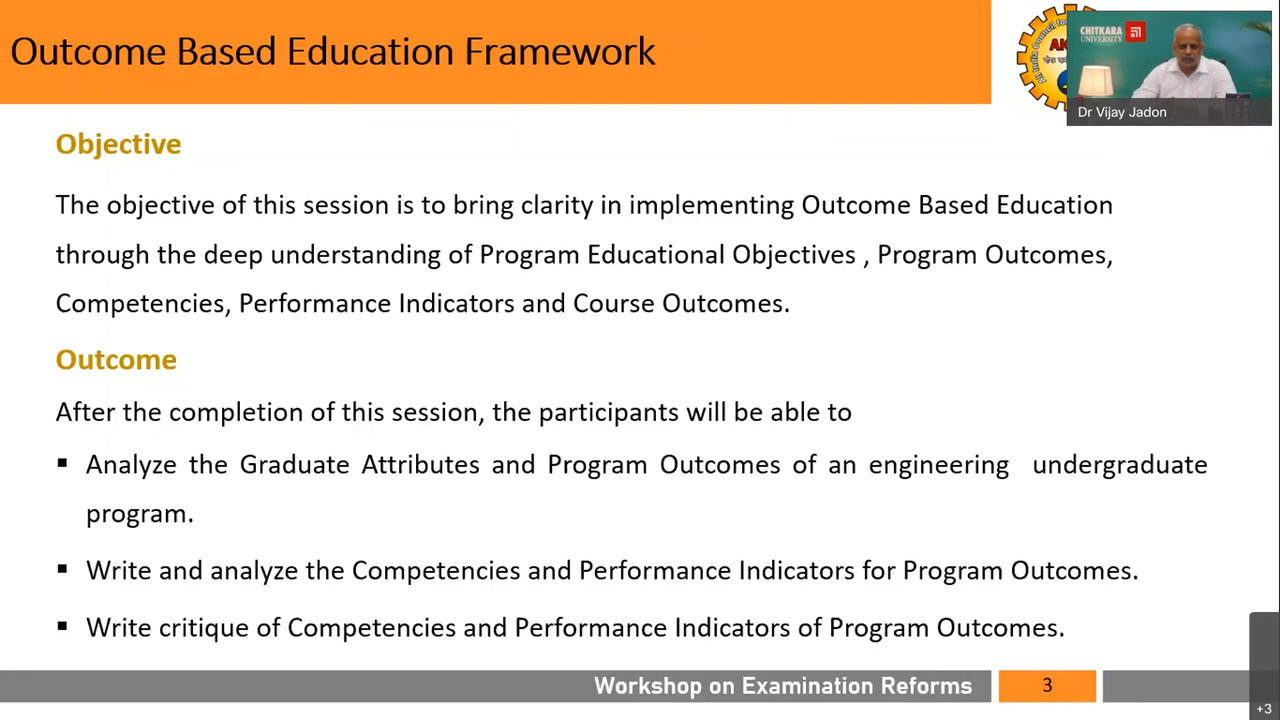 Outcome Based Education Framework
CHITKARA
UNIVERSITY
Dr Vijay Jadon
Objective
The objective of this session is to bring clarity in implementing Outcome Based Education
through the deep understanding of Program Educational Objectives , Program Outcomes,
Competencies, Performance Indicators and Course Outcomes.
Outcome
After the completion of this session, the participants will be able to
▪ Analyze the Graduate Attributes and Program Outcomes of an engineering undergraduate
program.
▪ Write and analyze the Competencies and Performance Indicators for Program Outcomes.
▪ Write critique of Competencies and Performance Indicators of Program Outcomes.
Workshop on Examination Reforms
3
+3